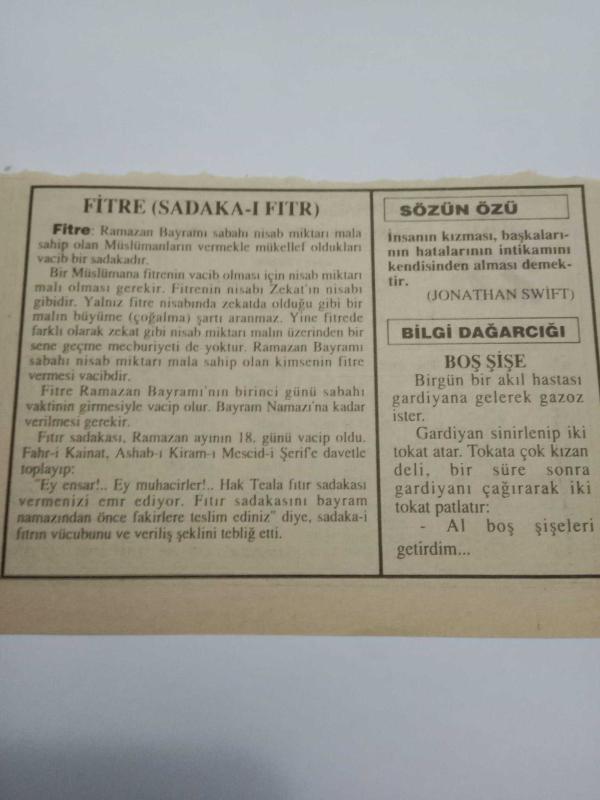 FİTRE (SADAKA-I FITR)
Fitre: Ramazan Bayramı sabahı nisab miktarı mala
sahip olan Müslümanların vermekle mükellef oldukları
vacib bir sadakadır.
Bir Müslümana fitrenin vacib olması için nisab miktarı
malı olması gerekir. Fitrenin nisabı Zekat'ın nisabı
gibidir. Yalnız fitre nisabında zekatda olduğu gibi bir
malın büyüme (çoğalma) şartı aranmaz. Yine fitrede
farklı olarak zekat gibi nisab miktarı malın üzerinden bir
sene geçme mecburiyeti de yoktur. Ramazan Bayramı
sabahı nisab miktarı mala sahip olan kimsenin fitre
vermesi vacibdir.
Fitre Ramazan Bayramı'nın birinci günü sabahı
vaktinin girmesiyle vacip olur. Bayram Namazı'na kadar
verilmesi gerekir.
Fıtır sadakası, Ramazan ayının 18. günü vacip oldu.
Fahr-i Kainat, Ashab-ı Kiram-ı Mescid-i Şerif'e davetle
toplayıp:
"Ey ensar!.. Ey muhacirler!.. Hak Teala fıtır sadakası
vermenizi emr ediyor. Fıtır sadakasını bayram
namazından önce fakirlere teslim ediniz" diye, sadaka-i
fıtrın vücubunu ve veriliş şeklini tebliğ etti.
SÖZÜN ÖZÜ
İnsanın kızması, başkaları-
nın hatalarının intikamını
kendisinden alması demek-
tir.
(JONATHAN SWİFT)
BİLGİ DAĞARCIĞI
BOŞ ŞİŞE
Birgün bir akıl hastası
gardiyana gelerek gazoz
ister.
Gardiyan sinirlenip iki
tokat atar. Tokata çok kızan
deli, bir süre sonra
gardiyanı çağırarak iki
tokat patlatır:
- Al boş şişeleri
getirdim...